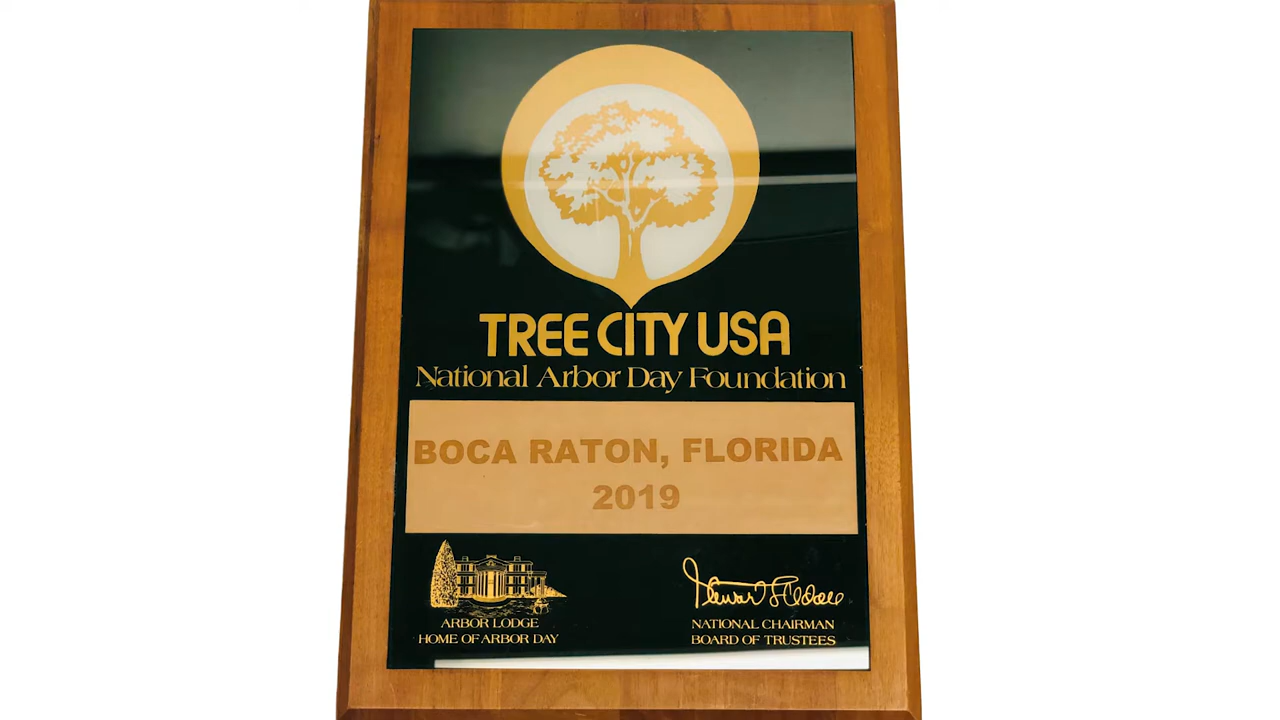 TREE CITY USA
National Arbor Day Foundation
BOCA RATON, FLORIDA
2019
ARBOR LODGE
HOME OF ARBOR DAY
NATIONAL CHAIRMAN
BOARD OF TRUSTEES